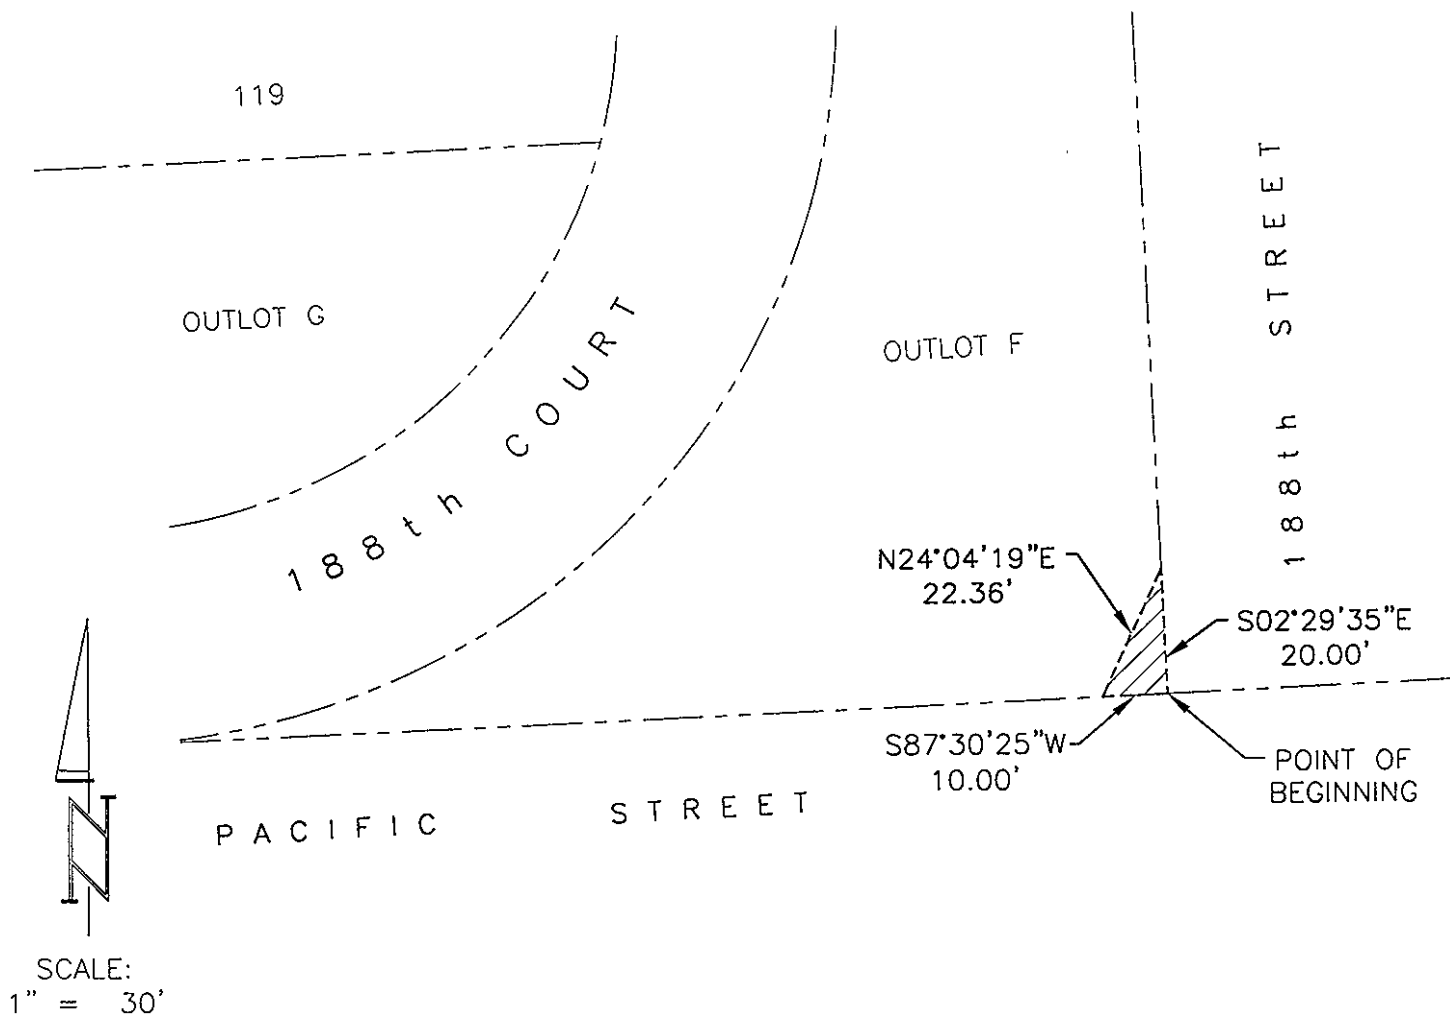 119
OUTLOT G
188th COURT
OUTLOT F
188th STREET
N24°04'19"E
22.36'
S02°29'35"E
20.00'
S87°30'25"W
10.00'
POINT OF
BEGINNING
PACIFIC STREET
N
SCALE:
1" = 30'